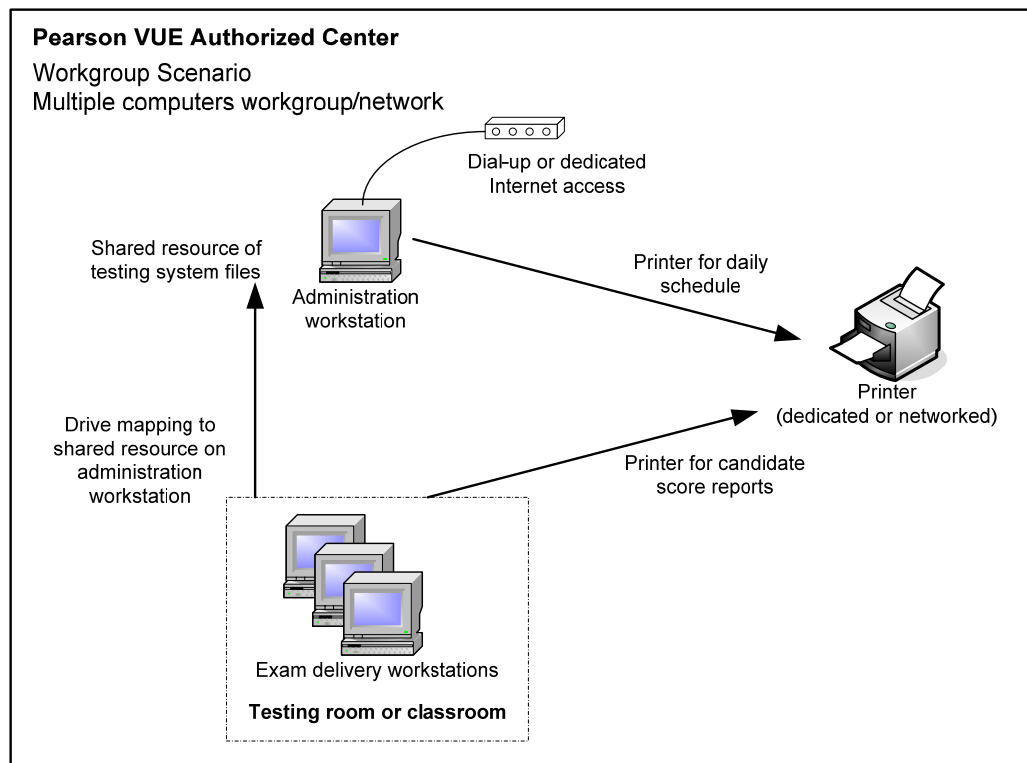 Pearson VUE Authorized Center
Workgroup Scenario
Multiple computers workgroup/network
Dial-up or dedicated
Internet access
Shared resource of
testing system files
Administration
workstation
Printer for daily
schedule
Printer
(dedicated or networked)
Drive mapping to
shared resource on
administration
workstation
Printer for candidate
score reports
Exam delivery workstations
Testing room or classroom